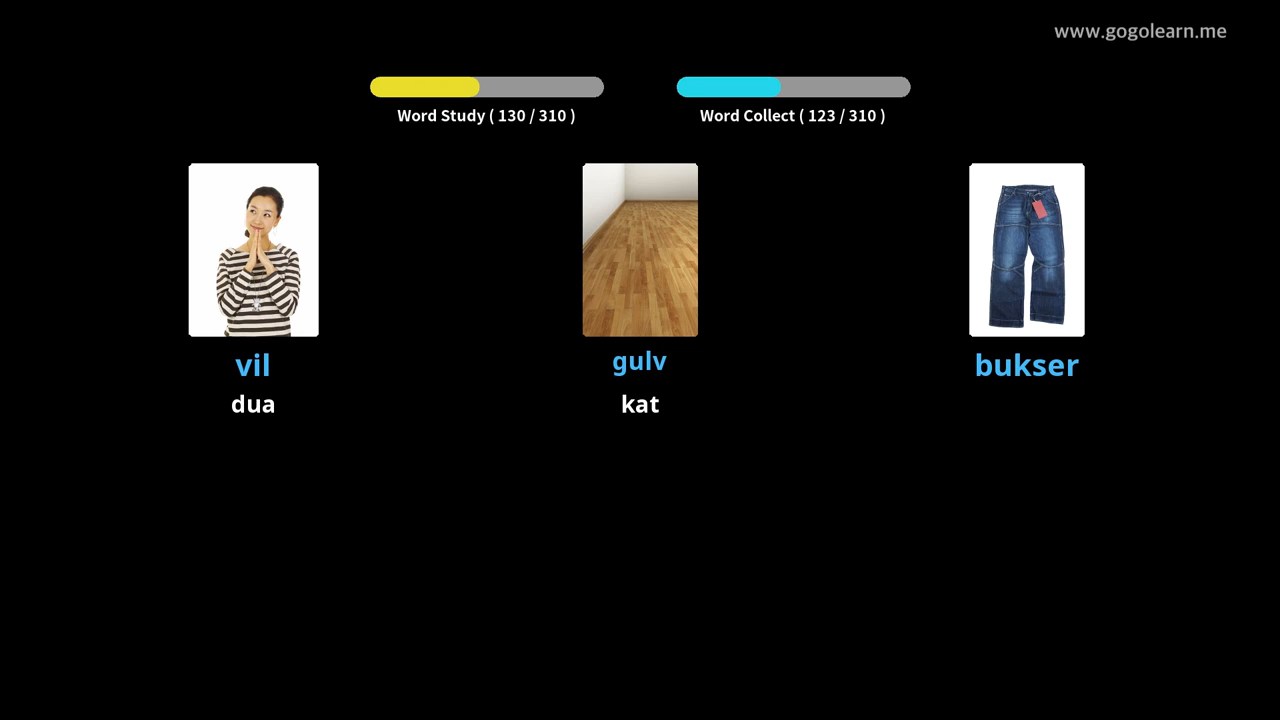 www.gogolearn.me
Word Study ( 130 / 310 )
Word Collect ( 123 / 310 )
vil
gulv
bukser
dua
kat